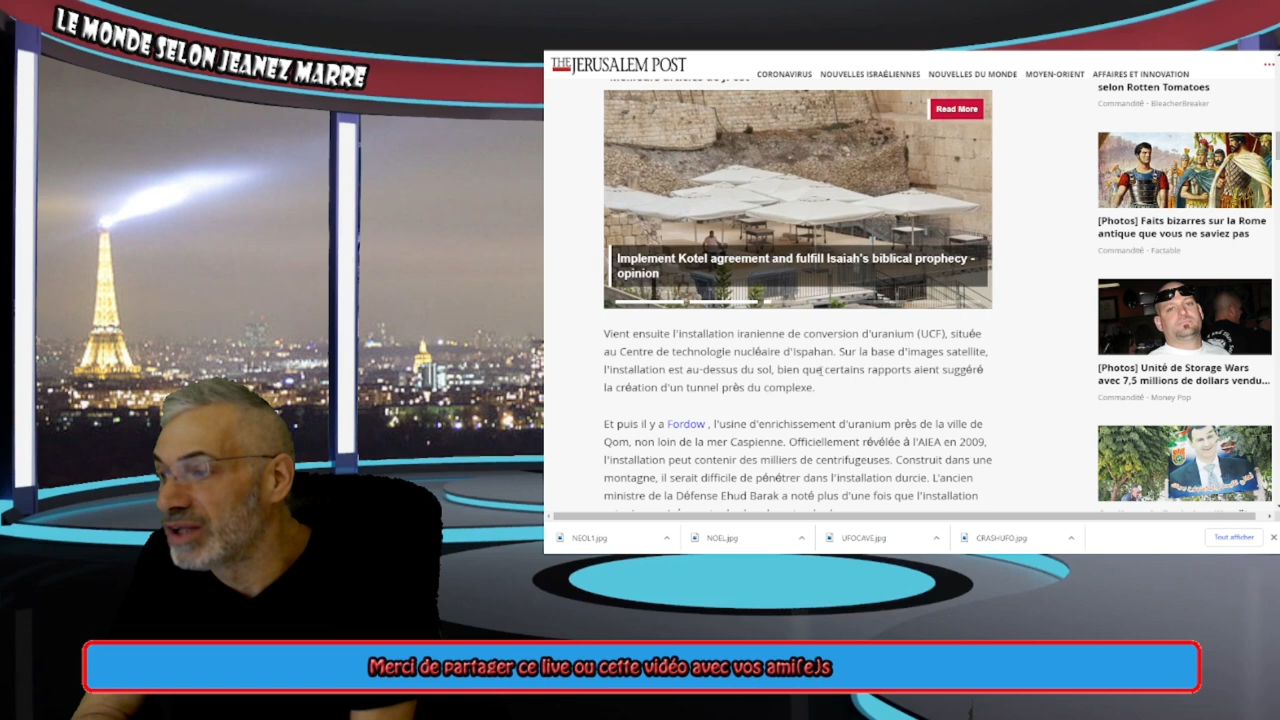 LE MONDE SELON JEANEZ MARRE
THE JERUSALEM POST
CORONAVIRUS NOUVELLES ISRAÉLIENNES NOUVELLES DU MONDE MOYEN-ORIENT AFFAIRES ET INNOVATION
Read More
Implement Kotel agreement and fulfill Isaiah's biblical prophecy -
opinion
Vient ensuite l'installation iranienne de conversion d'uranium (UCF), située
au Centre de technologie nucléaire d'Ispahan. Sur la base d'images satellite,
l'installation est au-dessus du sol, bien que certains rapports aient suggéré
la création d'un tunnel près du complexe.
Et puis il y a Fordow , l'usine d'enrichissement d'uranium près de la ville de
Qom, non loin de la mer Caspienne. Officiellement révélée à l'AIEA en 2009,
l'installation peut contenir des milliers de centrifugeuses. Construit dans une
montagne, il serait difficile de pénétrer dans l'installation durcie. L'ancien
ministre de la Défense Ehud Barak a noté plus d'une fois que l'installation
selon Rotten Tomatoes
Commandité - BleacherBreaker
[Photos] Faits bizarres sur la Rome
antique que vous ne saviez pas
Commandité - Factable
[Photos] Unité de Storage Wars
avec 7,5 millions de dollars vendu...
Commandité - Money Pop
NEOL1.jpg
NOEL.jpg
UFOCAVE.jpg
CRASHUFO.jpg
Tout afficher
Merci de partager ce live ou cette vidéo avec vos ami(e)s